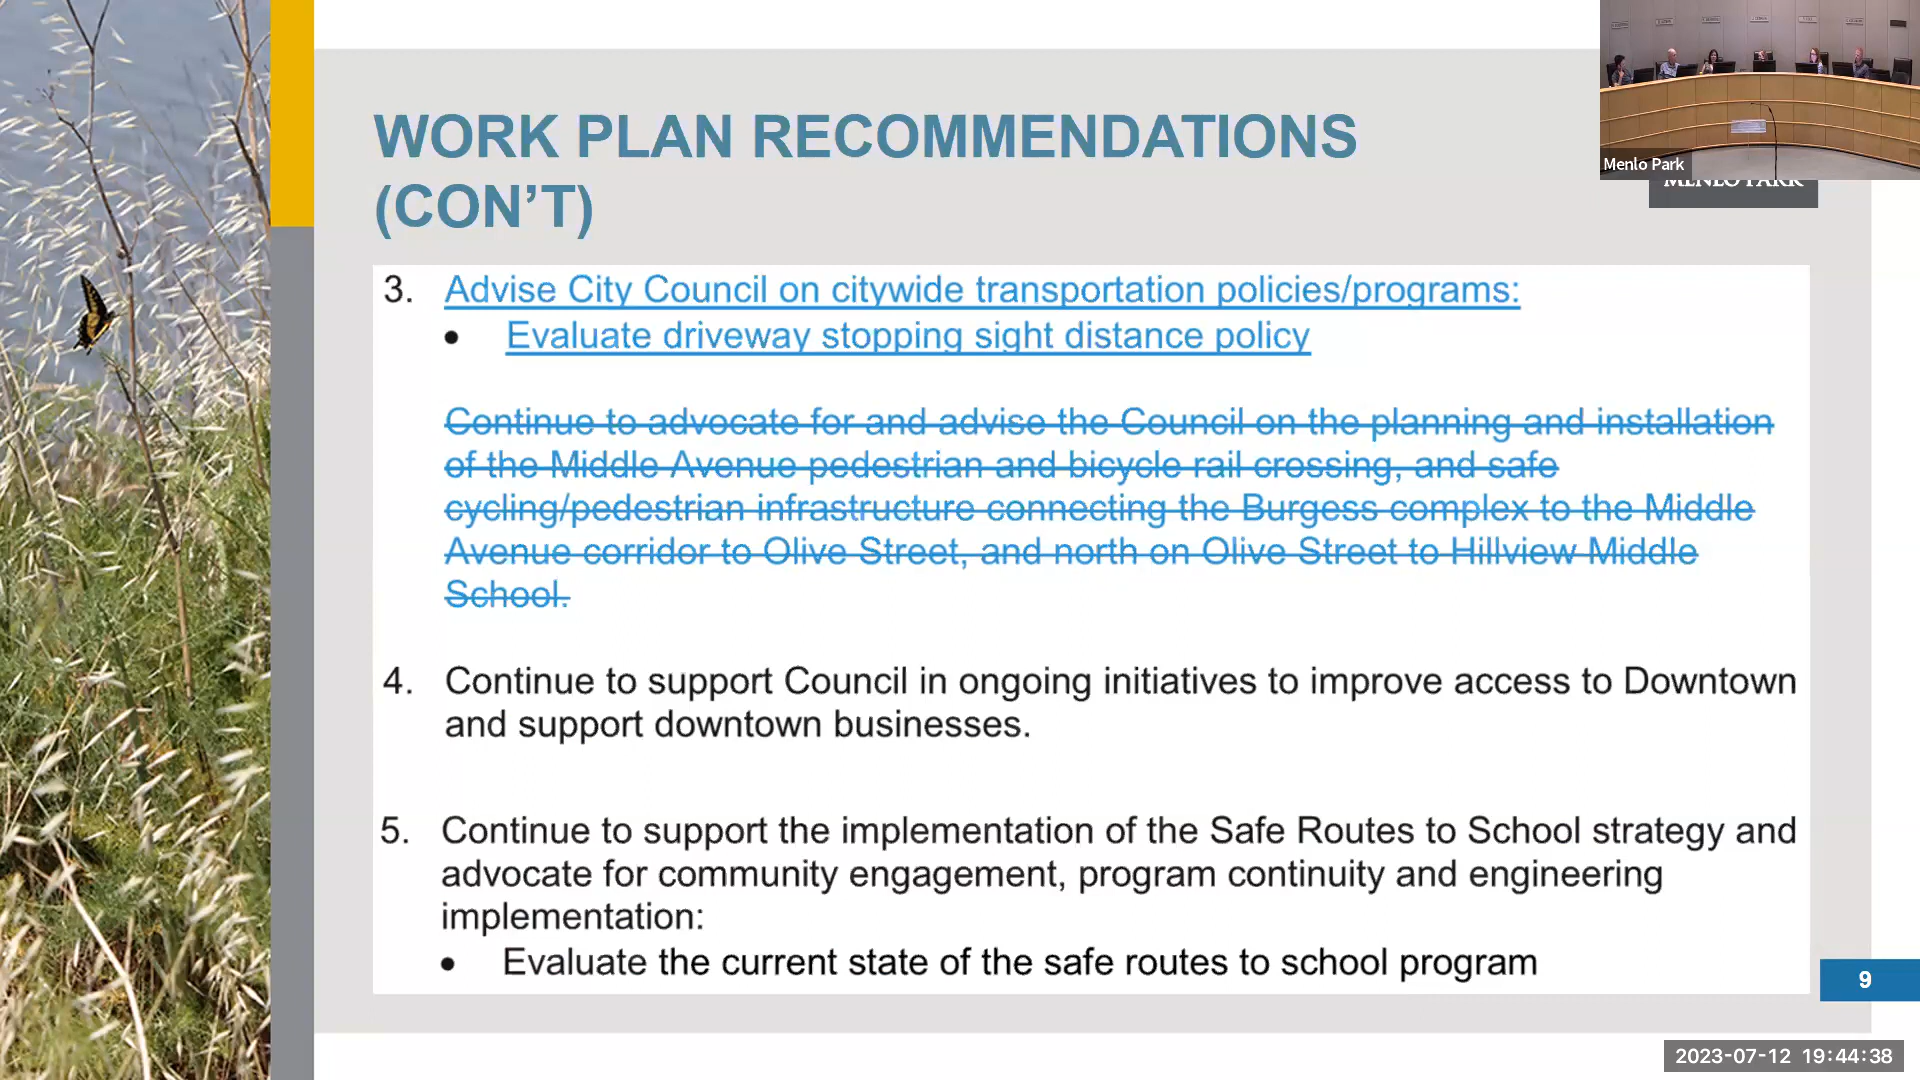 WORK PLAN RECOMMENDATIONS
(CON'T)
Menlo Park
MENLO PARK
3. Advise City Council on citywide transportation policies/programs:
• Evaluate driveway stopping sight distance policy
Continue to advocate for and advise the Council on the planning and installation
of the Middle Avenue pedestrian and bicycle rail crossing, and safe
cycling/pedestrian infrastructure connecting the Burgess complex to the Middle
Avenue corridor to Olive Street, and north on Olive Street to Hillview Middle
School.
4. Continue to support Council in ongoing initiatives to improve access to Downtown
and support downtown businesses.
5. Continue to support the implementation of the Safe Routes to School strategy and
advocate for community engagement, program continuity and engineering
implementation:
• Evaluate the current state of the safe routes to school program
9
2023-07-12 19:44:38